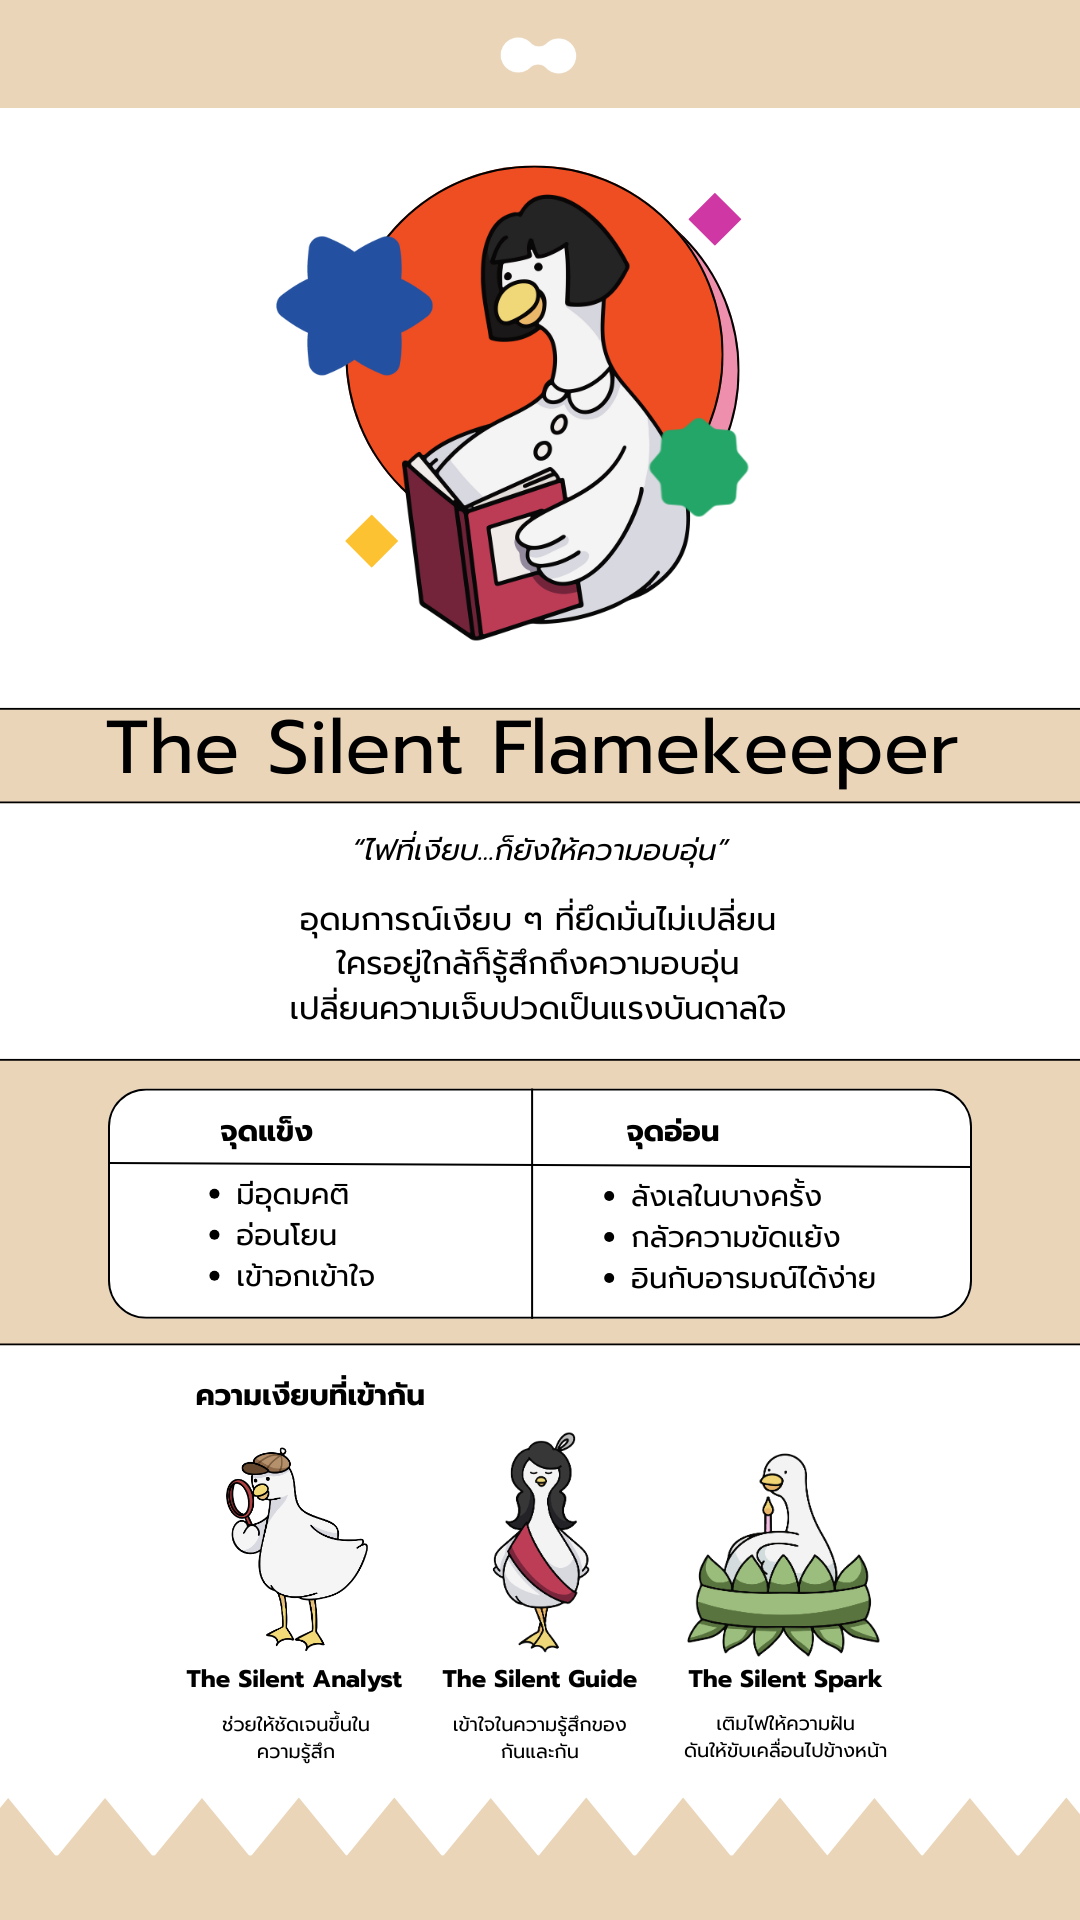 The Silent Flamekeeper
“ไฟที่เงียบ...ก็ยังให้ความอบอุ่น”
อุดมการณ์เงียบ ๆ ที่ยึดมั่นไม่เปลี่ยน
ใครอยู่ใกล้ก็รู้สึกถึงความอบอุ่น
เปลี่ยนความเจ็บปวดเป็นแรงบันดาลใจ
จุดแข็ง
• มีอุดมคติ
• อ่อนโยน
• เข้าอกเข้าใจ
จุดอ่อน
• ลังเลในบางครั้ง
• กลัวความขัดแย้ง
• อินกับอารมณ์ได้ง่าย
ความเงียบที่เข้ากัน
The Silent Analyst
ช่วยให้ชัดเจนขึ้นใน
ความรู้สึก
The Silent Guide
เข้าใจในความรู้สึกของ
กันและกัน
The Silent Spark
เติมไฟให้ความฝัน
ดันให้ขับเคลื่อนไปข้างหน้า